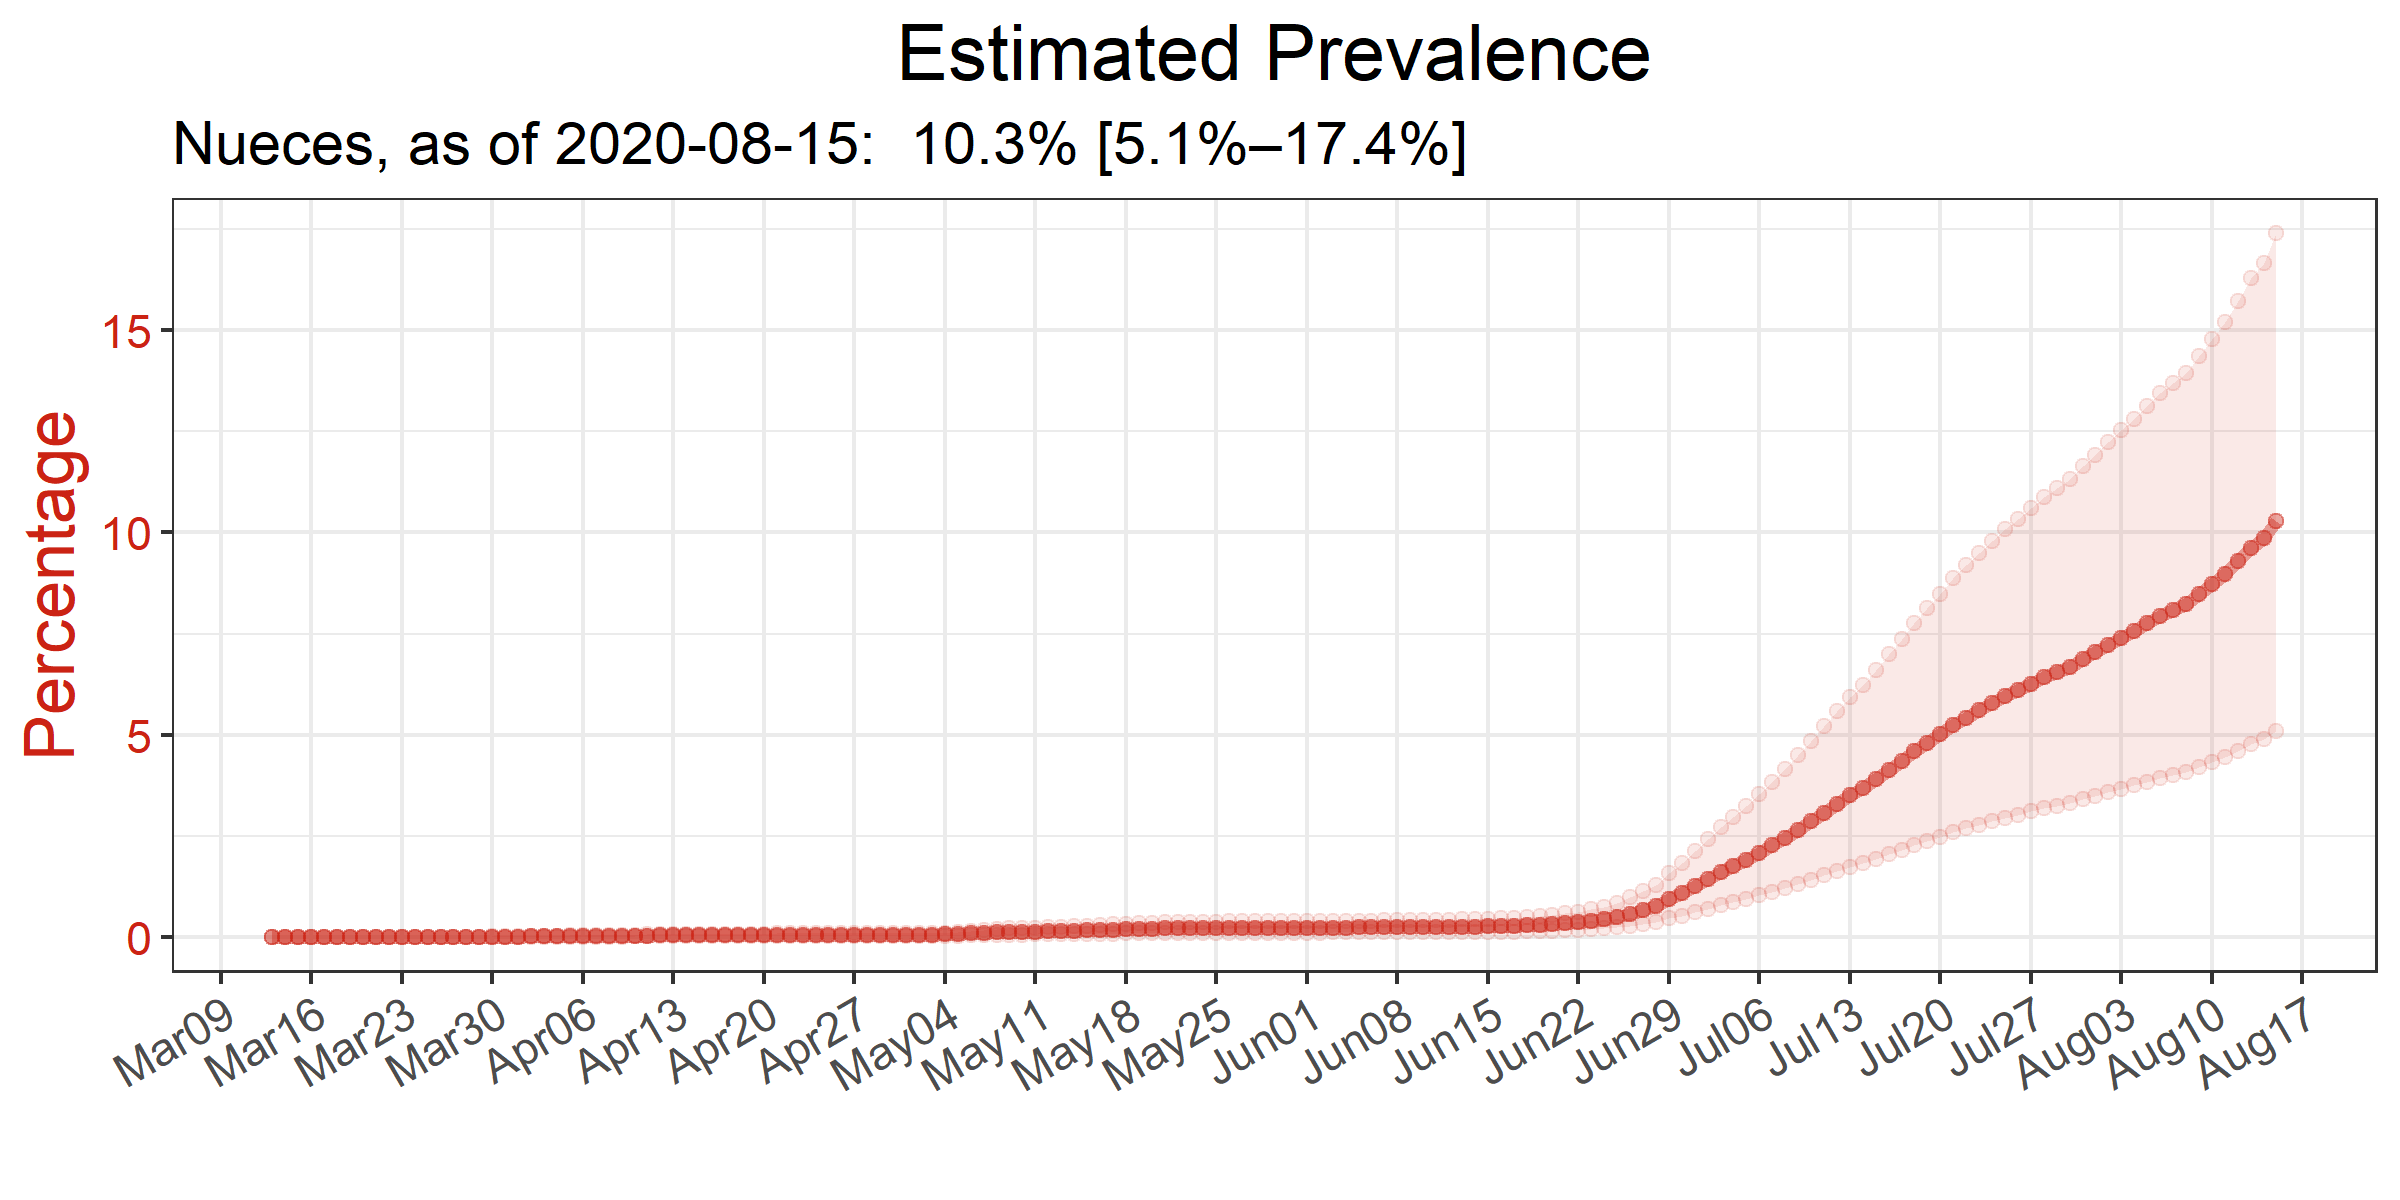 Estimated Prevalence
Nueces, as of 2020-08-15:  10.3% [5.1%–17.4%]
Percentage
15
10
5
0
Mar09
Mar16
Mar23
Mar30
Apr06
Apr13
Apr20
Apr27
May04
May11
May18
May25
Jun01
Jun08
Jun15
Jun22
Jun29
Jul06
Jul13
Jul20
Jul27
Aug03
Aug10
Aug17